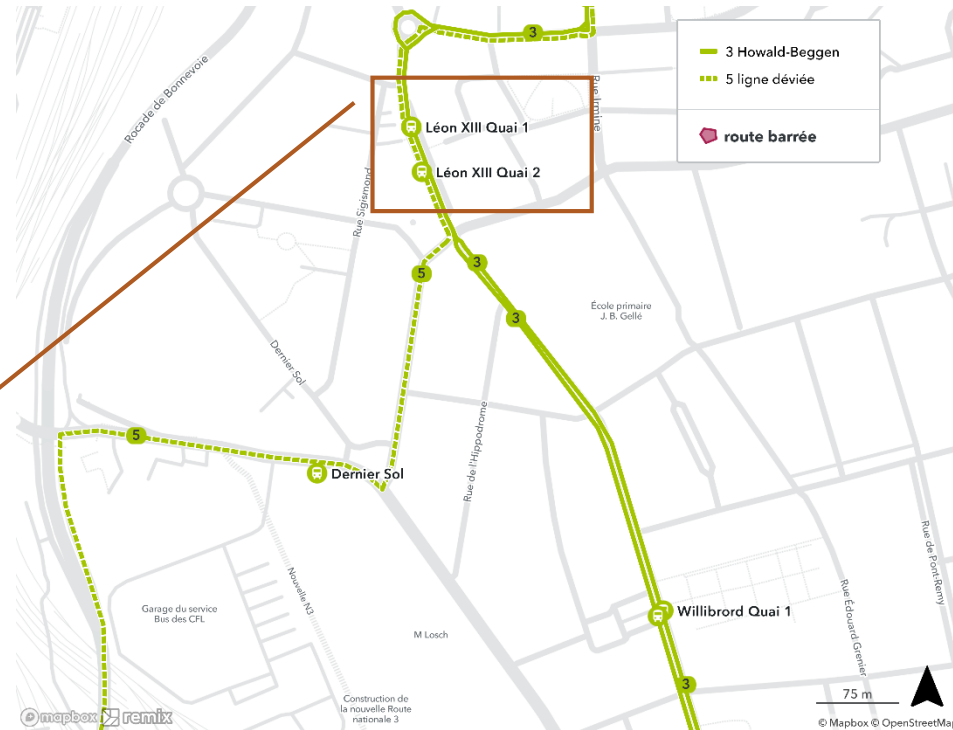 3 Howald-Beggen
5 ligne déviée
route barrée
3
Rocade de Bonnevoie
Rue Irmine
Léon XIII Quai 1
Léon XIII Quai 2
Rue Sigismond
3
5
3
École primaire
J. B. Gellé
Dernier Sol
Rue de l'Hippodrome
5
Dernier Sol
Nouvelle N3
Garage du service
Bus des CFL
M Losch
Willibrord Quai 1
Rue Édouard Grenier
Rue de Pont-Remy
3
Construction de
la nouvelle Route
nationale 3
75 m
mapbox remix
© Mapbox © OpenStreetMap